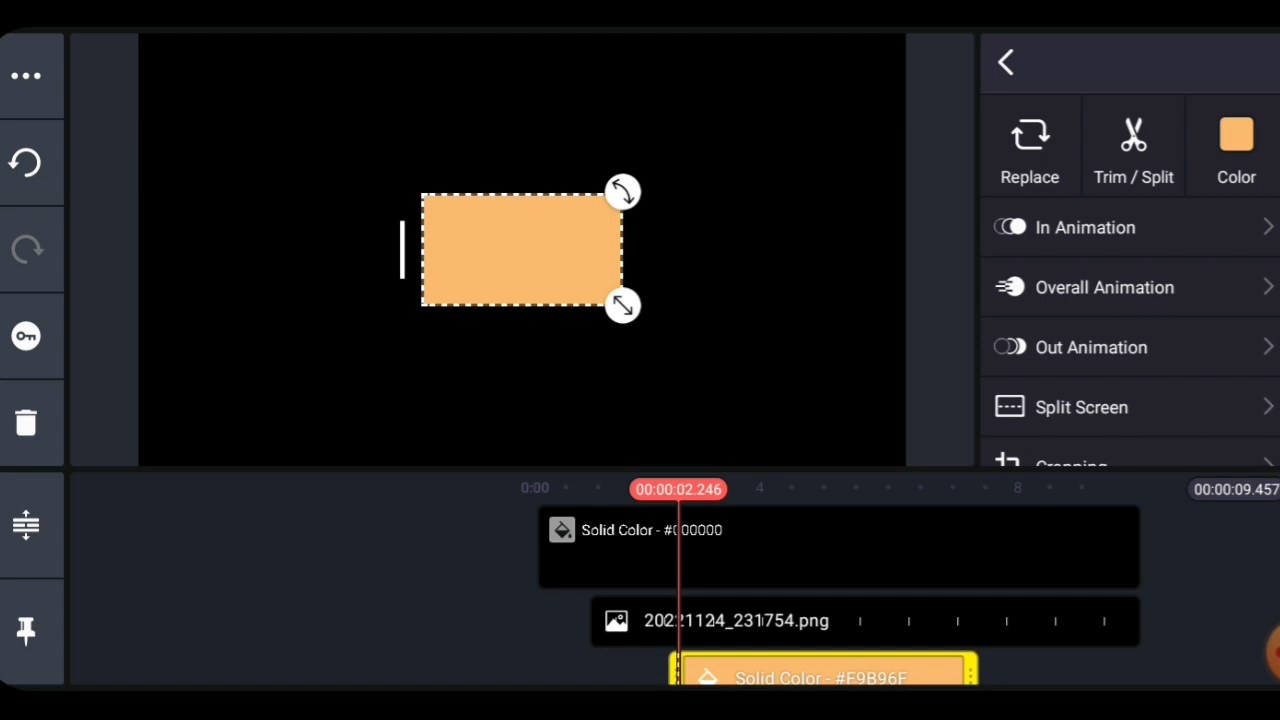 Replace
Trim / Split
Color
In Animation
Overall Animation
Out Animation
Split Screen
Cropping
0:00
00:00:02.246
4
8
00:00:09.457
Solid Color - #000000
20221124_231754.png
Solid Color - #F9B96F